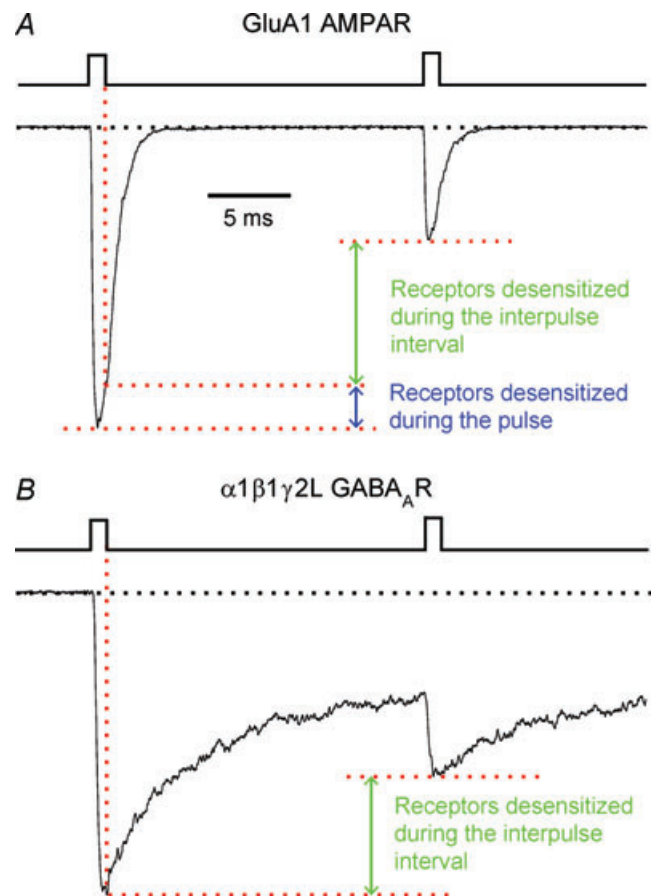 A
GluA1 AMPAR
5 ms
Receptors desensitized
during the interpulse
interval
Receptors desensitized
during the pulse
B
α1β1γ2L GABA_AR
Receptors desensitized
during the interpulse
interval